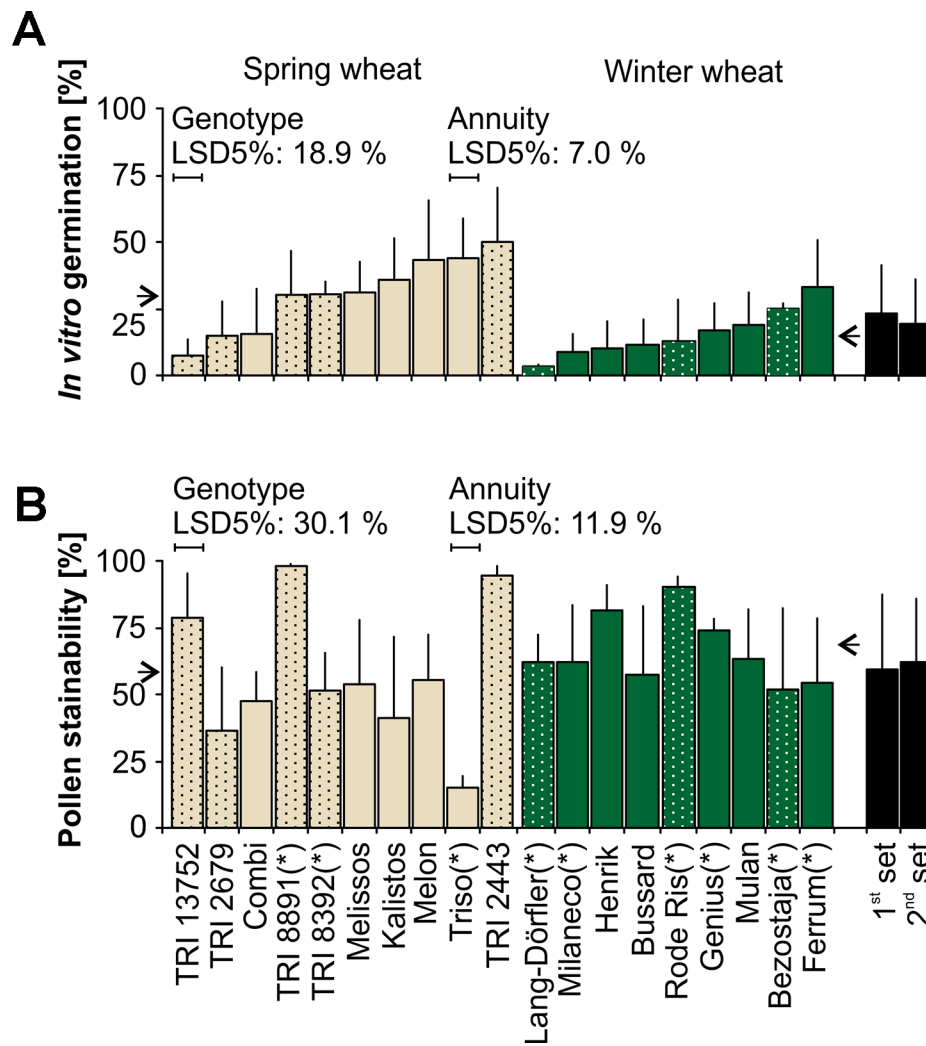 A
Spring wheat
Winter wheat
In vitro germination [%]
100
75
50
25
0
Genotype
LSD5%: 18.9 %
Annuity
LSD5%: 7.0 %
B
Pollen stainability [%]
100
75
50
25
0
Genotype
LSD5%: 30.1 %
Annuity
LSD5%: 11.9 %
TRI 13752
TRI 2679
Combi
TRI 8891(*)
TRI 8392(*)
Melissos
Kalistos
Melon
Triso(*)
TRI 2443
Lang-Dörfler(*)
Milaneco(*)
Henrik
Bussard
Rode Ris(*)
Genius(*)
Mulan
Bezostaja(*)
Ferrum(*)
1st set
2nd set